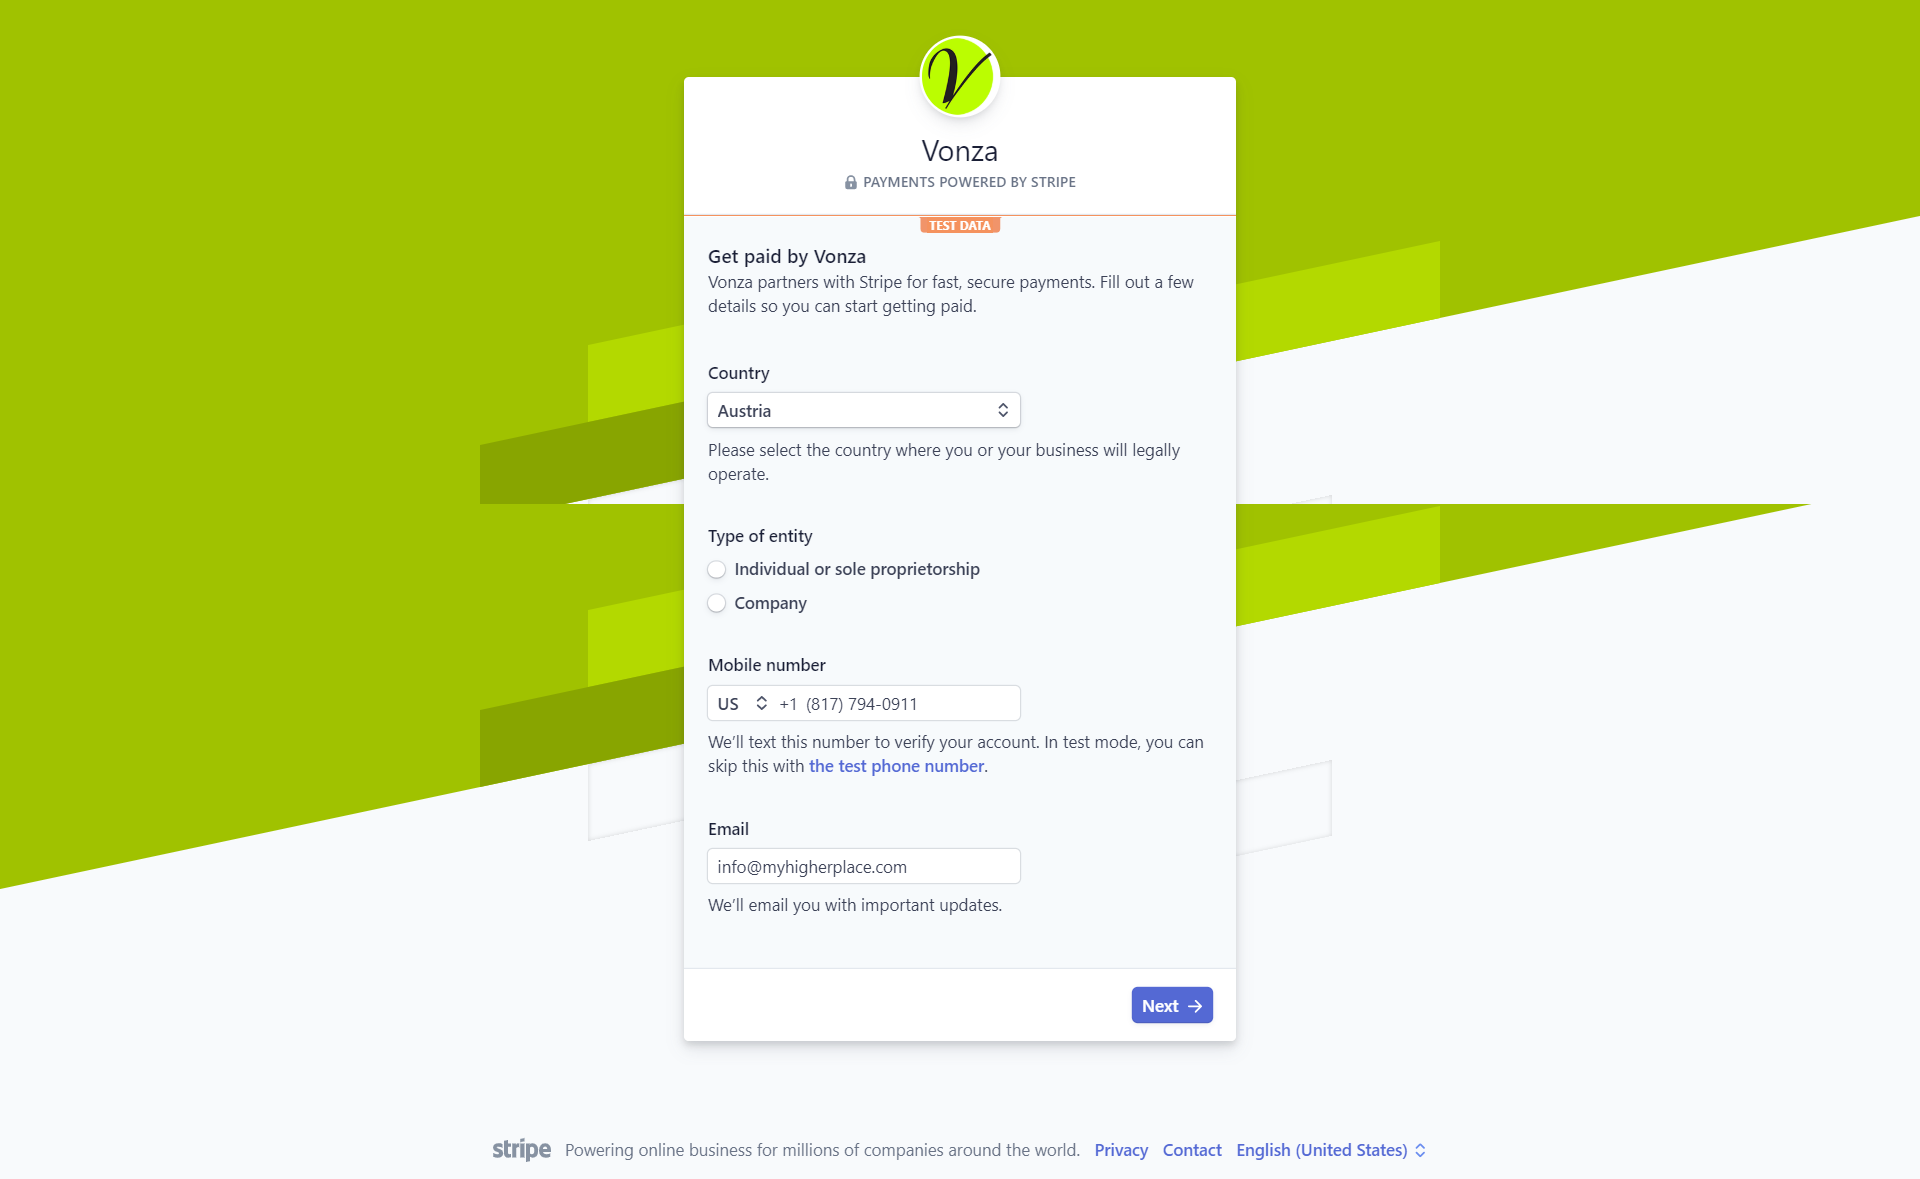 V
Vonza
PAYMENTS POWERED BY STRIPE
TEST DATA
Get paid by Vonza
Vonza partners with Stripe for fast, secure payments. Fill out a few
details so you can start getting paid.
Country
Austria
Please select the country where you or your business will legally
operate.
Type of entity
Individual or sole proprietorship
Company
Mobile number
US +1 (817) 794-0911
We’ll text this number to verify your account. In test mode, you can
skip this with the test phone number.
Email
info@myhigherplace.com
We’ll email you with important updates.
Next
stripe Powering online business for millions of companies around the world. Privacy Contact English (United States)